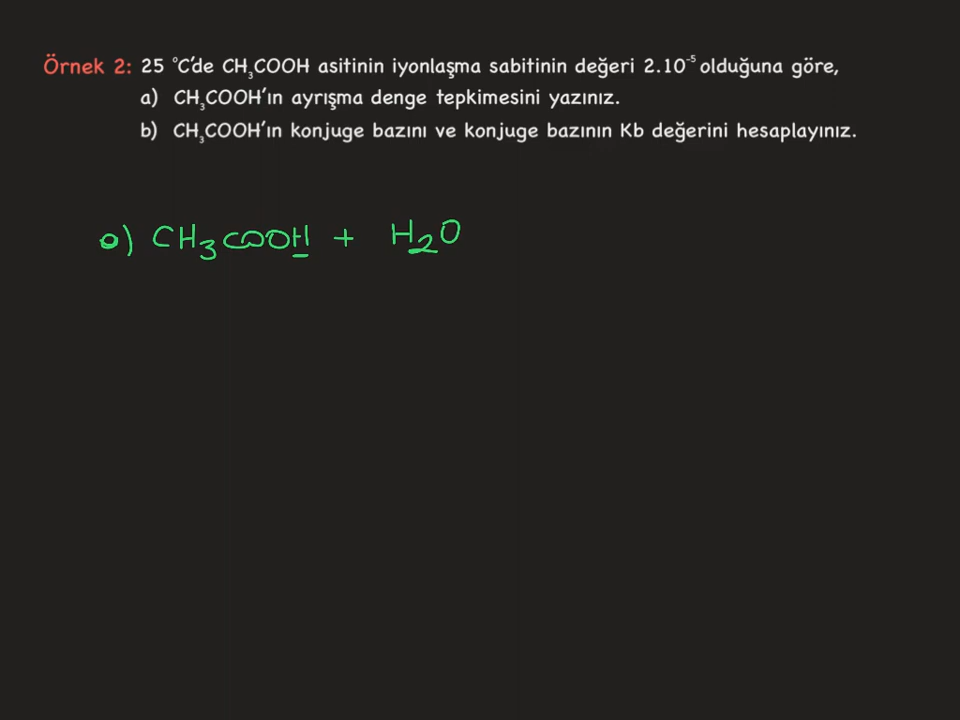 Örnek 2: 25 °C'de CH₃COOH asitinin iyonlaşma sabitinin değeri 2.10⁻⁵ olduğuna göre,
a) CH₃COOH'ın ayrışma denge tepkimesini yazınız.
b) CH₃COOH'ın konjuge bazını ve konjuge bazının Kb değerini hesaplayınız.
a) CH₃COOH + H₂O